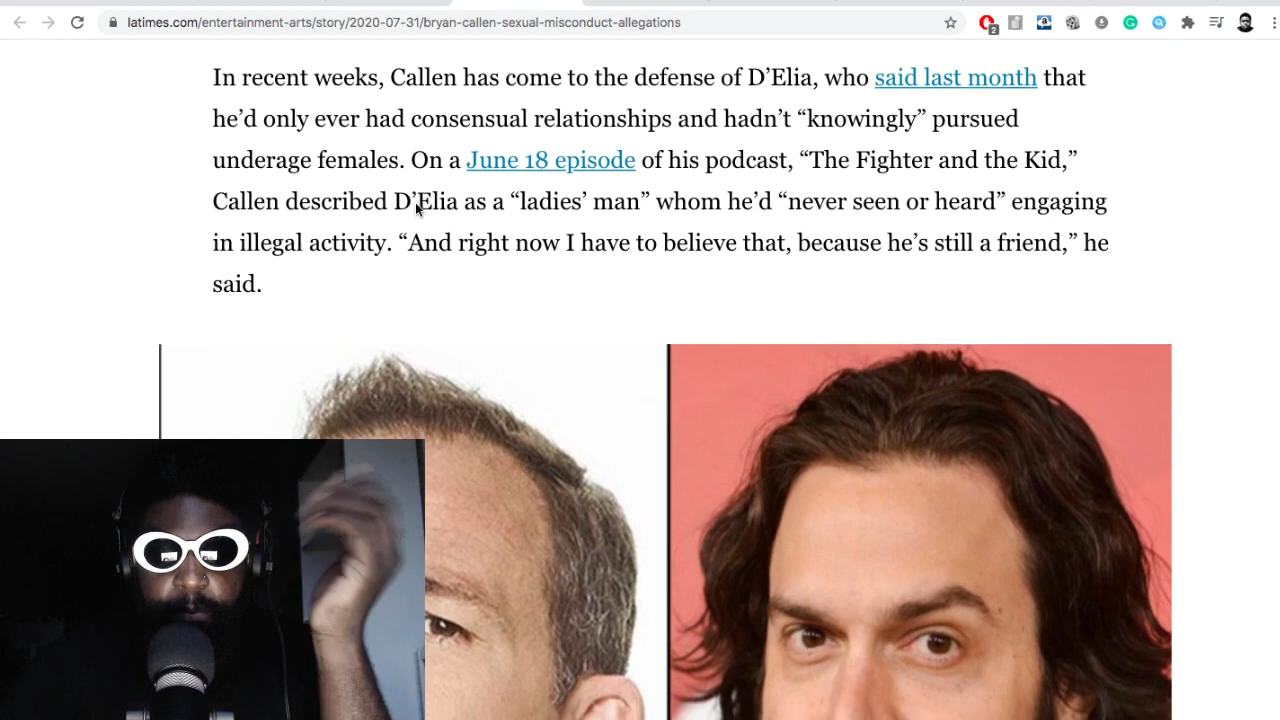 latimes.com/entertainment-arts/story/2020-07-31/bryan-callen-sexual-misconduct-allegations
2
In recent weeks, Callen has come to the defense of D’Elia, who said last month that
he’d only ever had consensual relationships and hadn’t “knowingly” pursued
underage females. On a June 18 episode of his podcast, “The Fighter and the Kid,”
Callen described D’Elia as a “ladies’ man” whom he’d “never seen or heard” engaging
in illegal activity. “And right now I have to believe that, because he’s still a friend,” he
said.